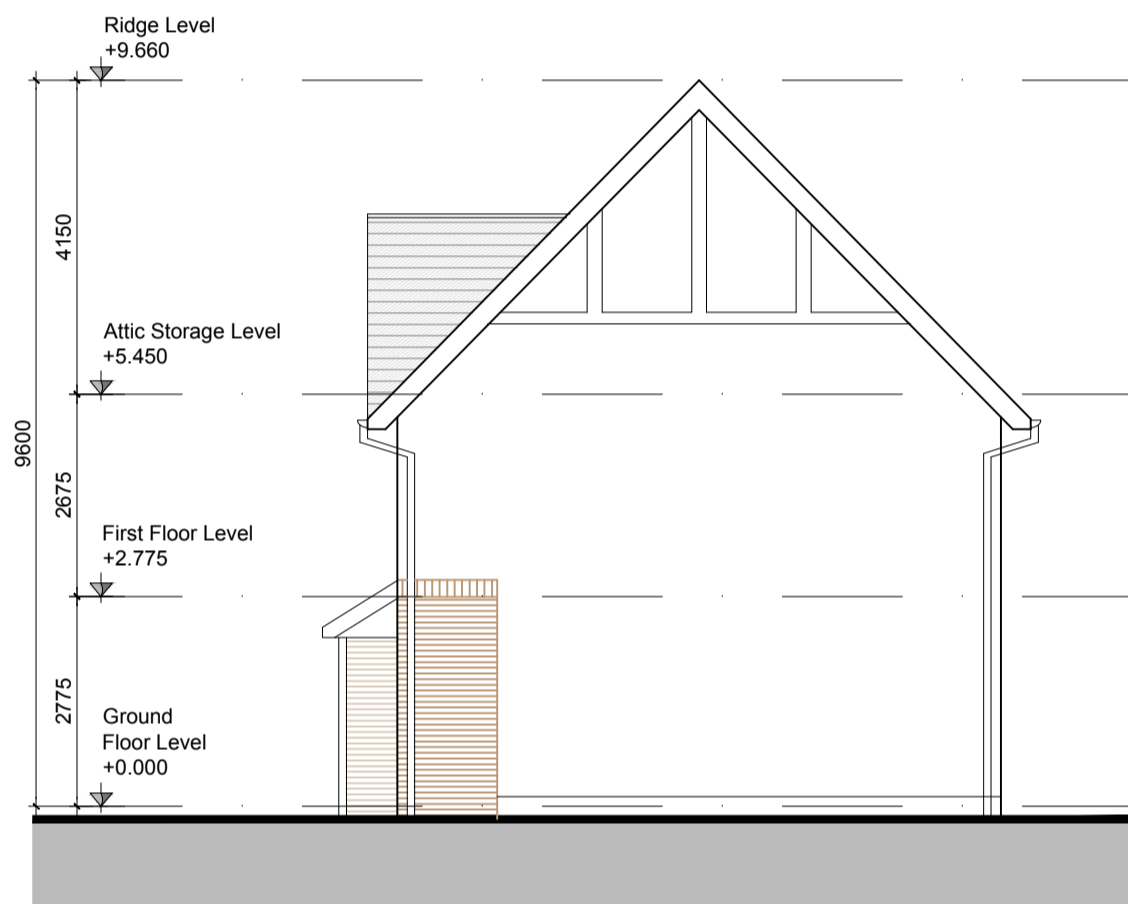 Ridge Level
+9.660
4150
Attic Storage Level
+5.450
9600
2675
First Floor Level
+2.775
2775
Ground
Floor Level
+0.000